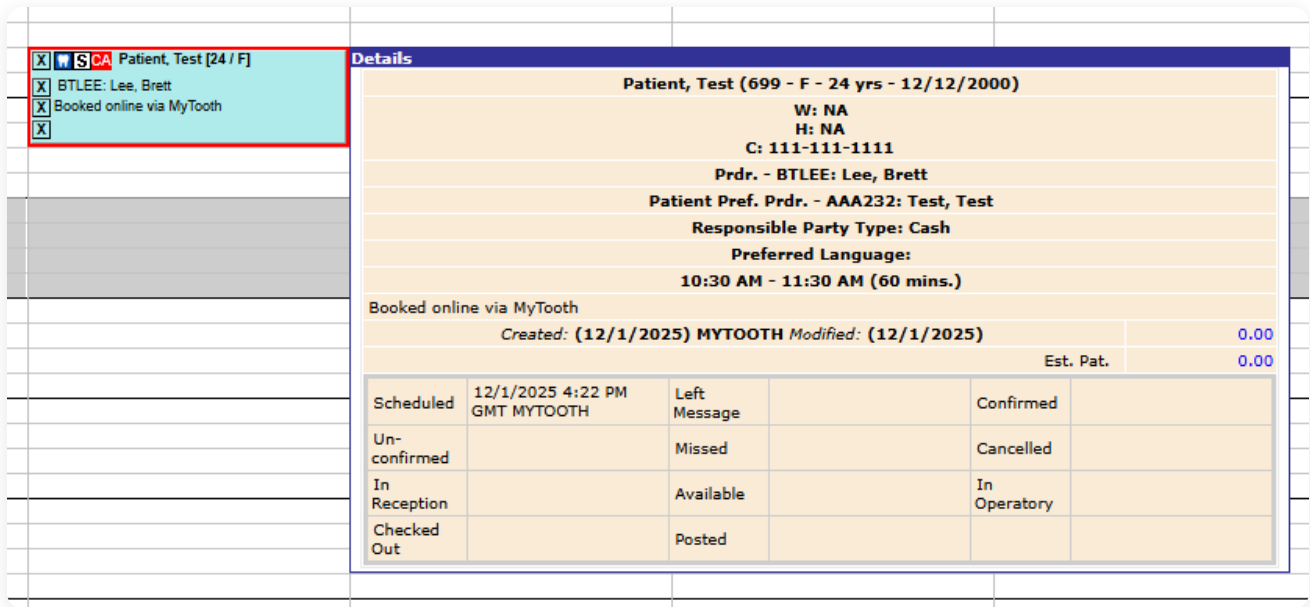 X S CA Patient, Test [24 / F]
X BTLEE: Lee, Brett
X Booked online via MyTooth
X
Details
Patient, Test (699 - F - 24 yrs - 12/12/2000)
W: NA
H: NA
C: 111-111-1111
Prdr. - BTLEE: Lee, Brett
Patient Pref. Prdr. - AAA232: Test, Test
Responsible Party Type: Cash
Preferred Language:
10:30 AM - 11:30 AM (60 mins.)
Booked online via MyTooth
Created: (12/1/2025) MYTOOTH Modified: (12/1/2025) 0.00
Est. Pat. 0.00
Scheduled
12/1/2025 4:22 PM
GMT MYTOOTH
Left
Message
Confirmed
Un-
confirmed
Missed
Cancelled
In
Reception
Available
In
Operatory
Checked
Out
Posted